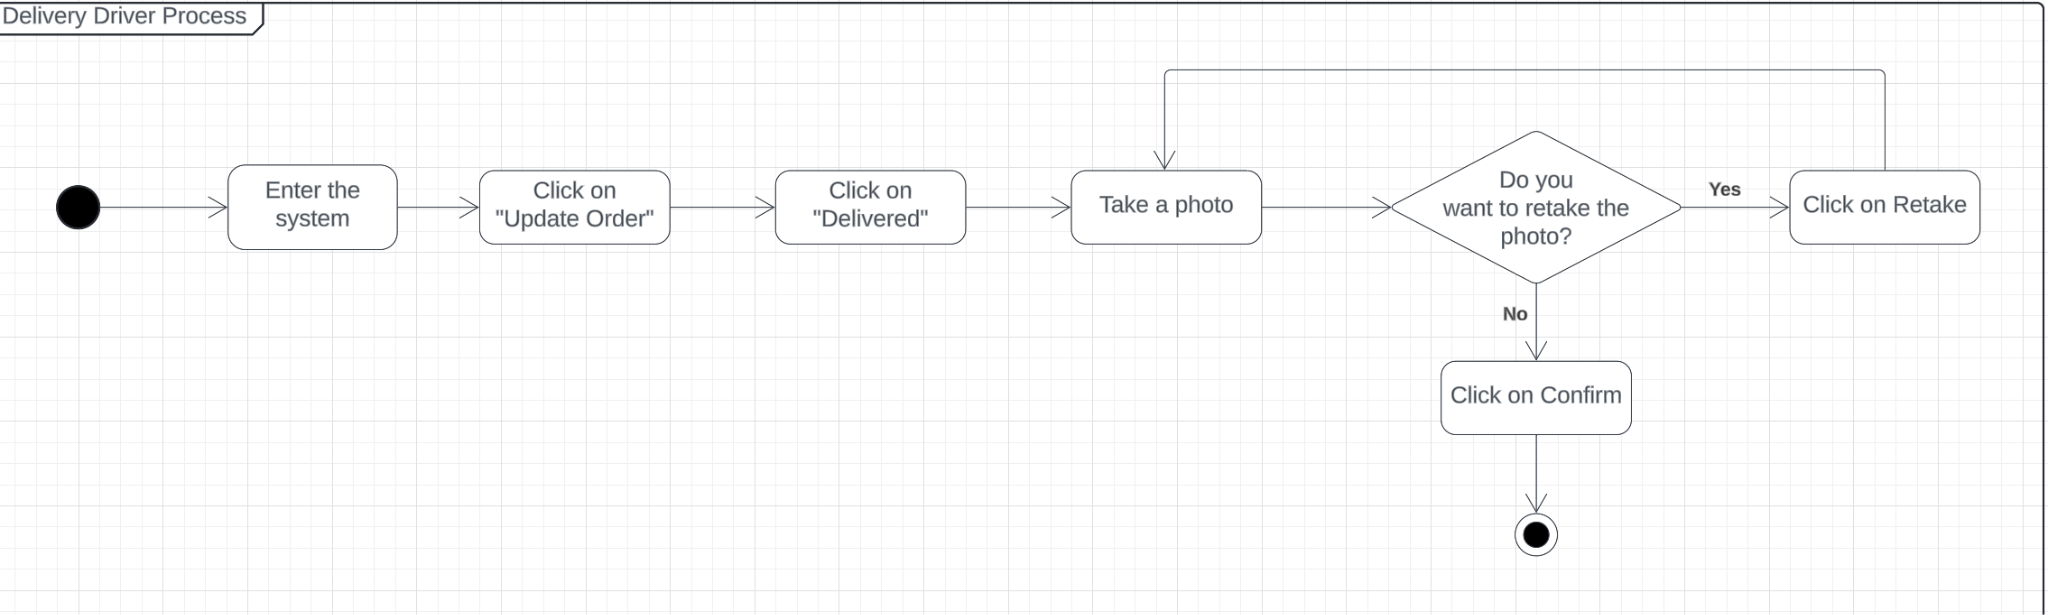 Delivery Driver Process
Enter the
system
Click on
"Update Order"
Click on
"Delivered"
Take a photo
Do you
want to retake the
photo?
Yes
Click on Retake
No
Click on Confirm